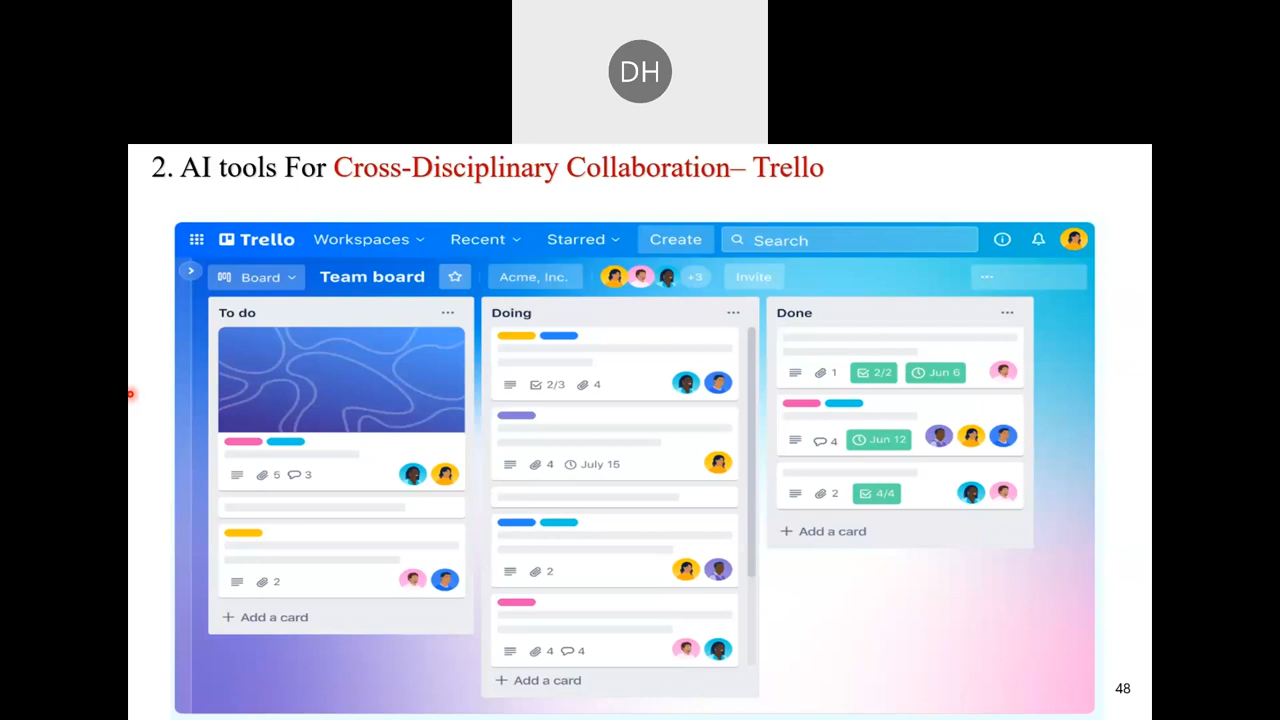 DH
2. AI tools For Cross-Disciplinary Collaboration– Trello
Trello Workspaces Recent Starred Create Search
Board Team board Acme, Inc. +3 Invite
To do
5 3
2
+ Add a card
Doing
2/3 4
4 July 15
2
4 4
+ Add a card
Done
1 2/2 Jun 6
4 Jun 12
2 4/4
+ Add a card
48